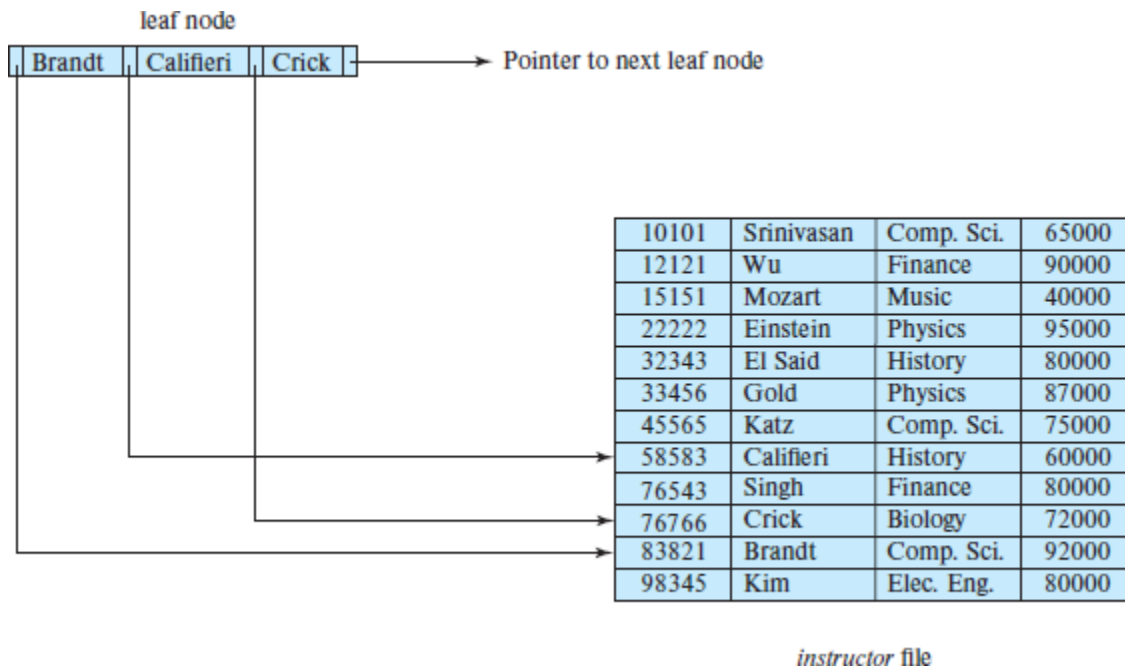 leaf node
Brandt Califieri Crick Pointer to next leaf node
10101 Srinivasan Comp. Sci. 65000
12121 Wu Finance 90000
15151 Mozart Music 40000
22222 Einstein Physics 95000
32343 El Said History 80000
33456 Gold Physics 87000
45565 Katz Comp. Sci. 75000
58583 Califieri History 60000
76543 Singh Finance 80000
76766 Crick Biology 72000
83821 Brandt Comp. Sci. 92000
98345 Kim Elec. Eng. 80000
instructor file